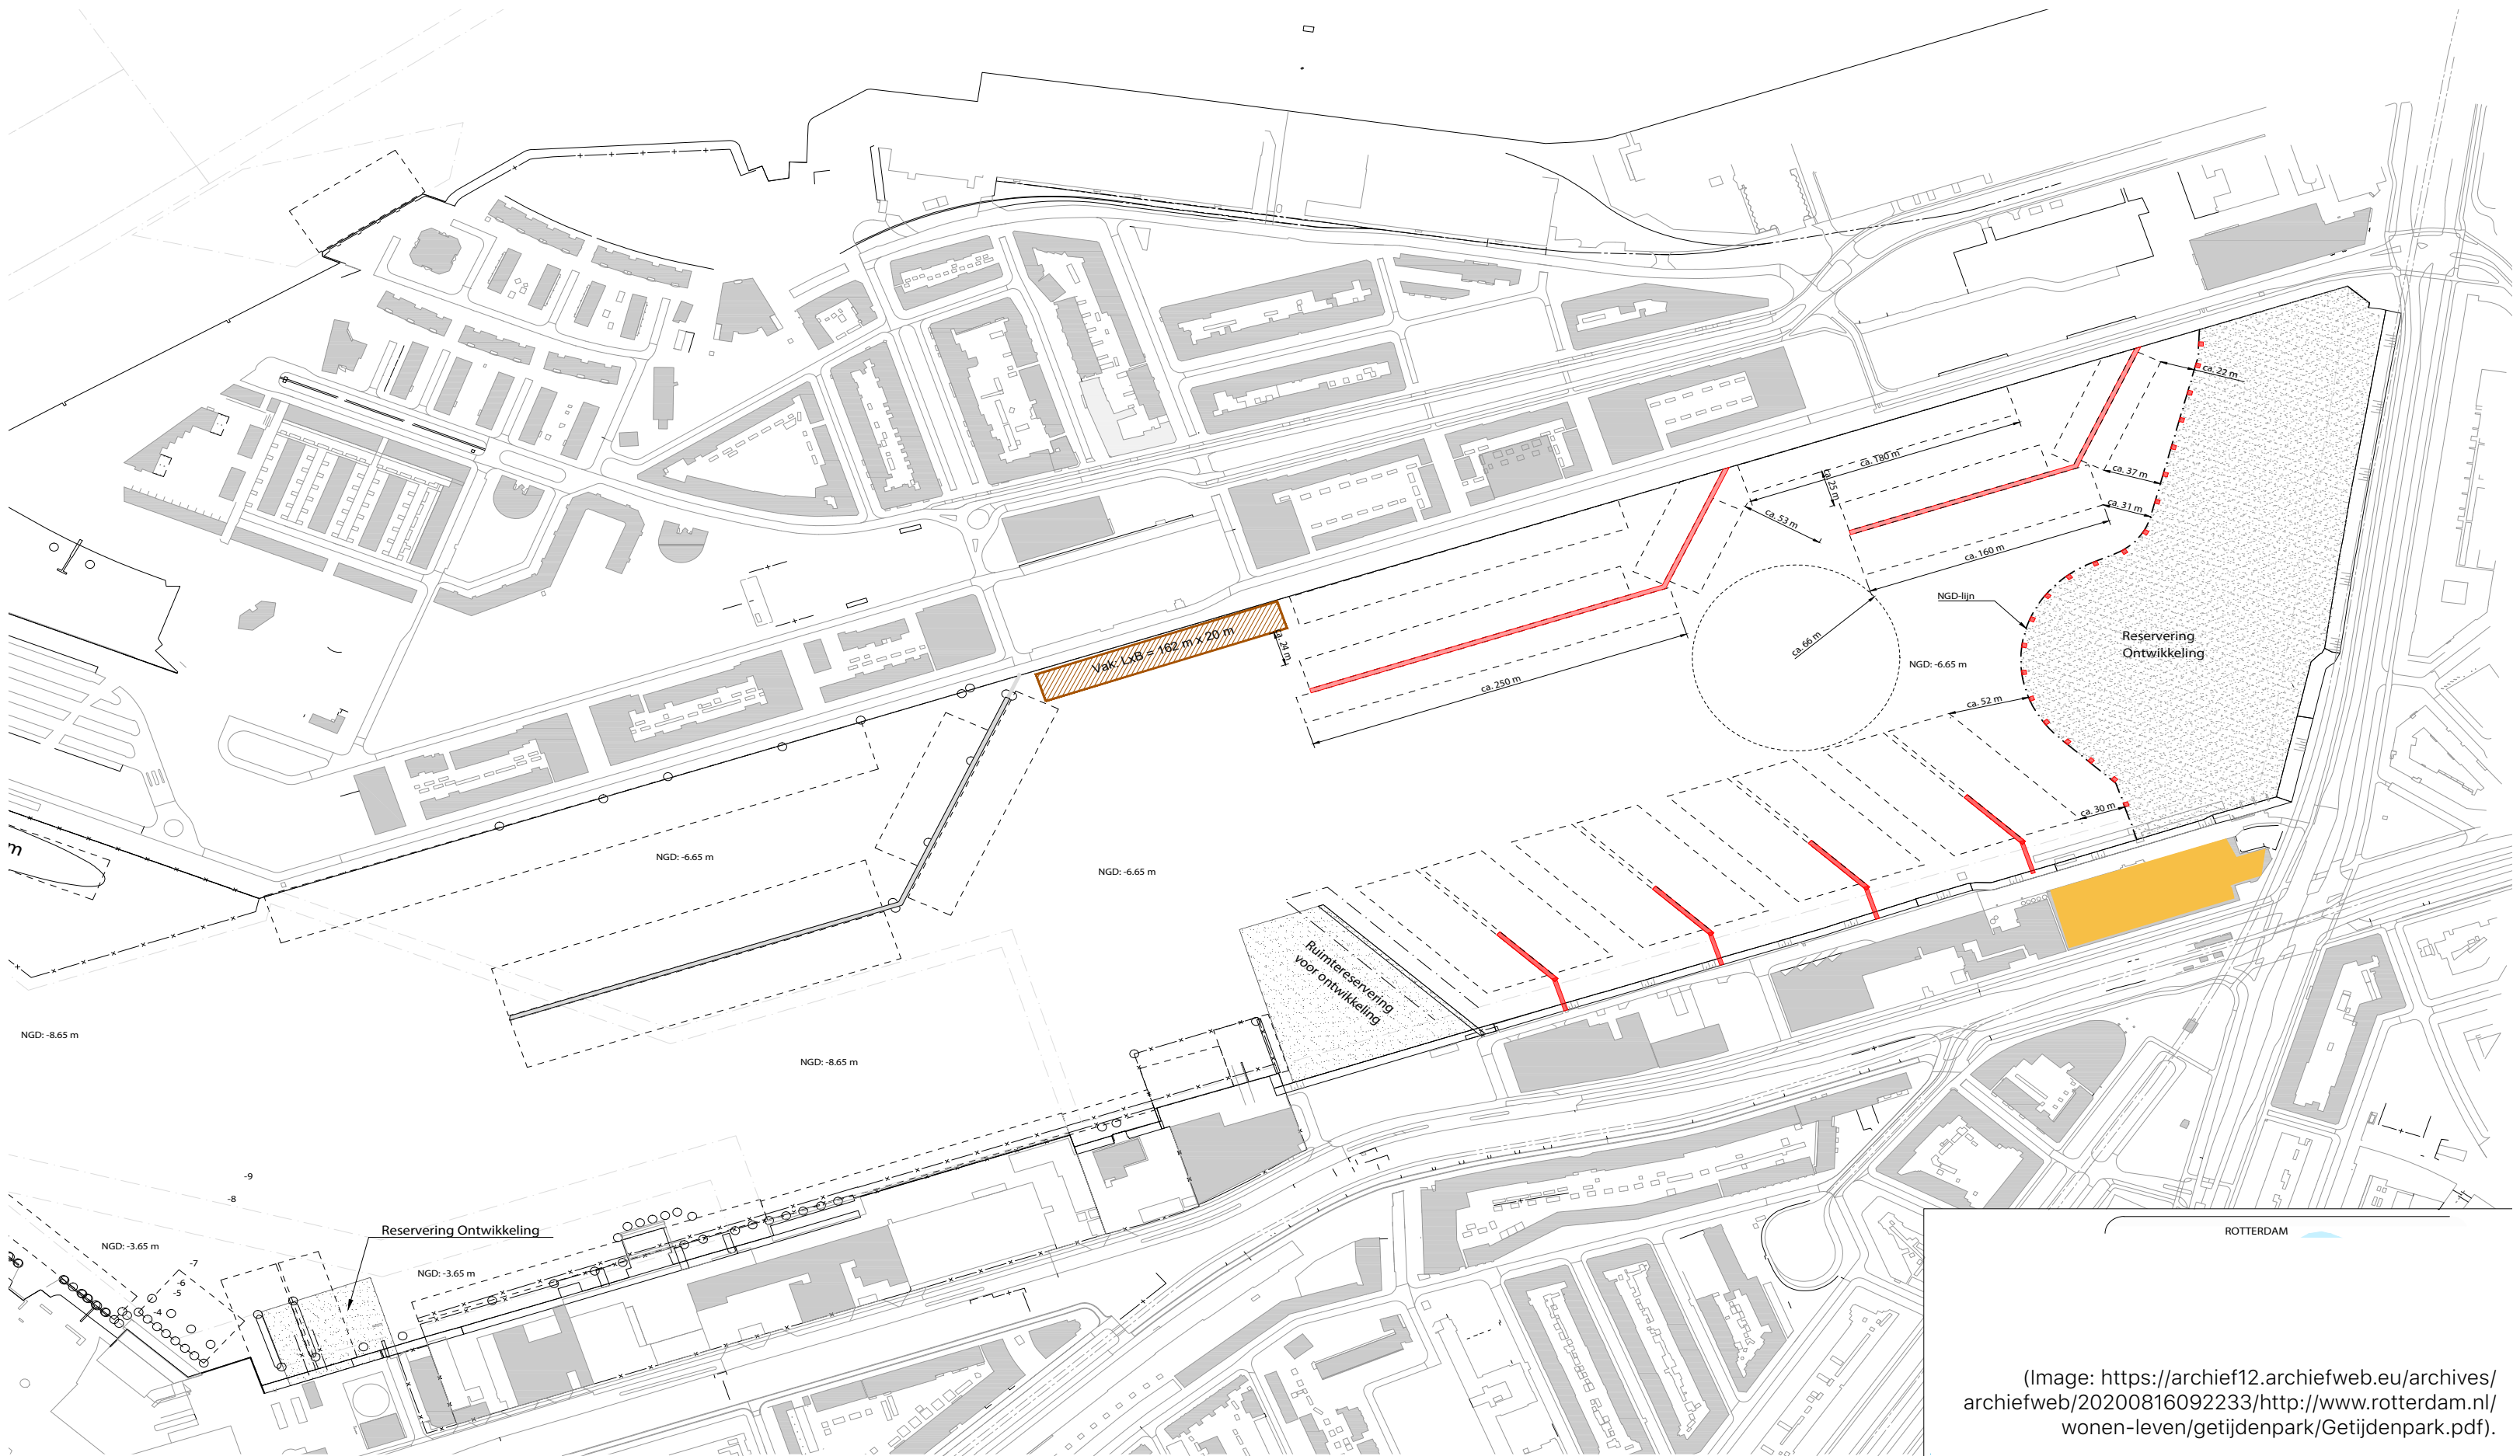 ca. 22 m
ca. 180 m
ca. 25 m
ca. 37 m
ca. 31 m
ca. 53 m
ca. 160 m
NGD-lijn
Vak: LxB = 162 m x 20 m
ca. 24 m
ca. 66 m
NGD: -6.65 m
Reservering
Ontwikkeling
ca. 250 m
ca. 52 m
ca. 30 m
m
NGD: -6.65 m
NGD: -6.65 m
Ruimtereservering
voor ontwikkeling
NGD: -8.65 m
NGD: -8.65 m
-9
-8
Reservering Ontwikkeling
NGD: -3.65 m
-7
-6
-5
-4
NGD: -3.65 m
ROTTERDAM
(Image: https://archief12.archiefweb.eu/archives/
archiefweb/20200816092233/http://www.rotterdam.nl/
wonen-leven/getijdenpark/Getijdenpark.pdf).